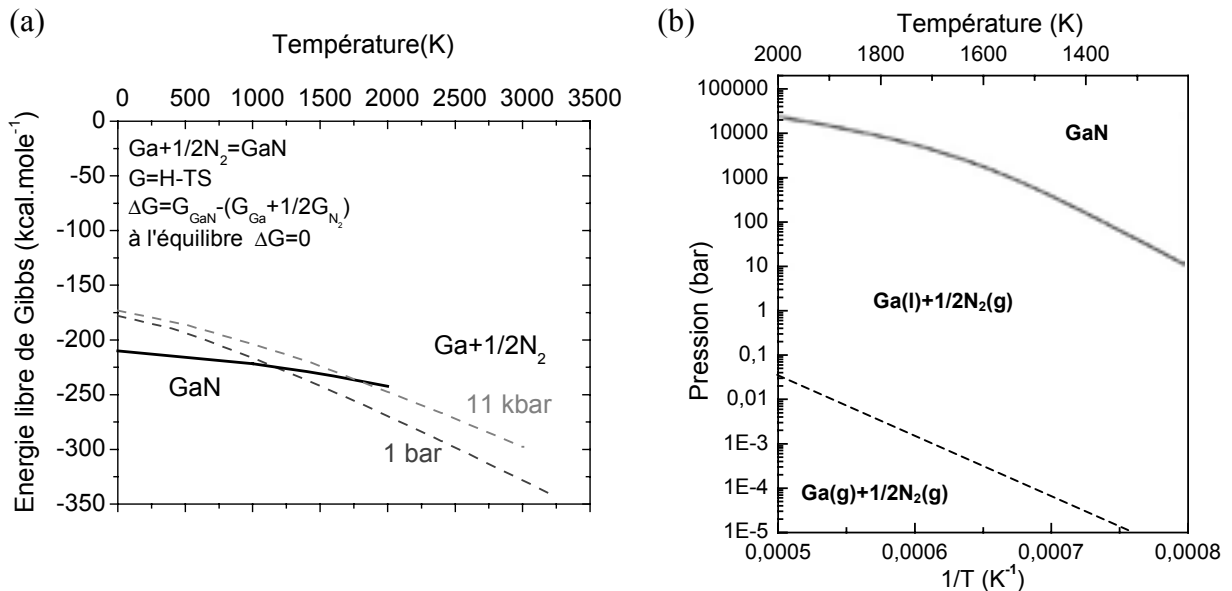 (a)
Température(K)
0 500 1000 1500 2000 2500 3000 3500
0
-50
-100
-150
-200
-250
-300
-350
Energie libre de Gibbs (kcal.mole⁻¹)
Ga+1/2N₂=GaN
G=H-TS
ΔG=G_GaN-(G_Ga+1/2G_N₂)
à l'équilibre ΔG=0
Ga+1/2N₂
GaN
11 kbar
1 bar
(b)
Température (K)
2000 1800 1600 1400
100000
10000
1000
100
10
1
0,1
0,01
1E-3
1E-4
1E-5
Pression (bar)
GaN
Ga(l)+1/2N₂(g)
Ga(g)+1/2N₂(g)
0,0005 0,0006 0,0007 0,0008
1/T (K⁻¹)